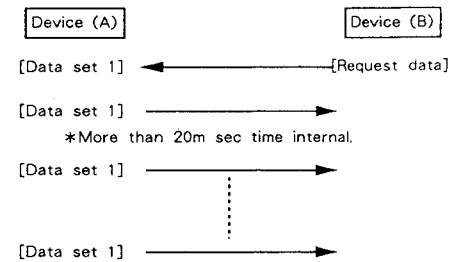 Device (A) Device (B)
[Data set 1] [Request data]
[Data set 1]
*More than 20m sec time internal.
[Data set 1]
[Data set 1]